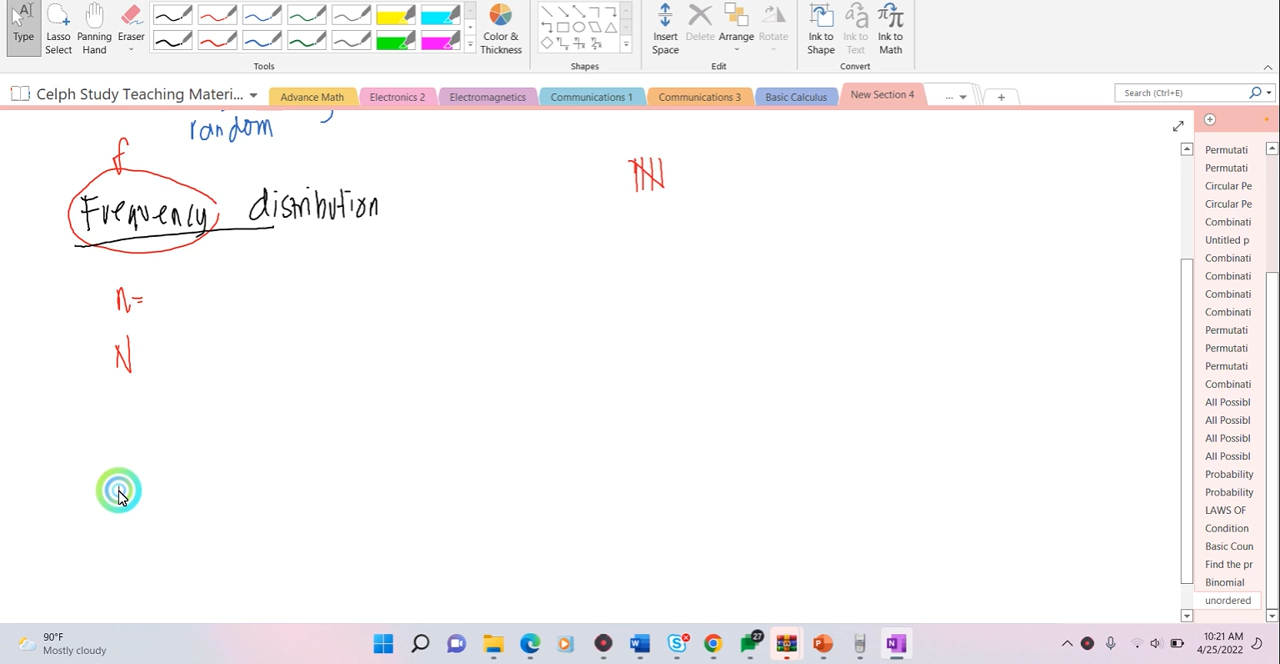 Type
Lasso Select
Panning Hand
Eraser
Color & Thickness
Insert Space
Delete
Arrange
Rotate
Ink to Shape
Ink to Text
Ink to Math
Tools
Shapes
Edit
Convert
Celph Study Teaching Materi...
Advance Math
Electronics 2
Electromagnetics
Communications 1
Communications 3
Basic Calculus
New Section 4
...
Search (Ctrl+E)
random
f
Frequency distribution
n=
N
Permutati
Permutati
Circular Pe
Circular Pe
Combinati
Untitled p
Combinati
Combinati
Combinati
Combinati
Permutati
Permutati
Permutati
Combinati
All Possibl
All Possibl
All Possibl
All Possibl
Probability
Probability
LAWS OF
Condition
Basic Coun
Find the pr
Binomial
unordered
90°F
Mostly cloudy
27
10:21 AM
4/25/2022